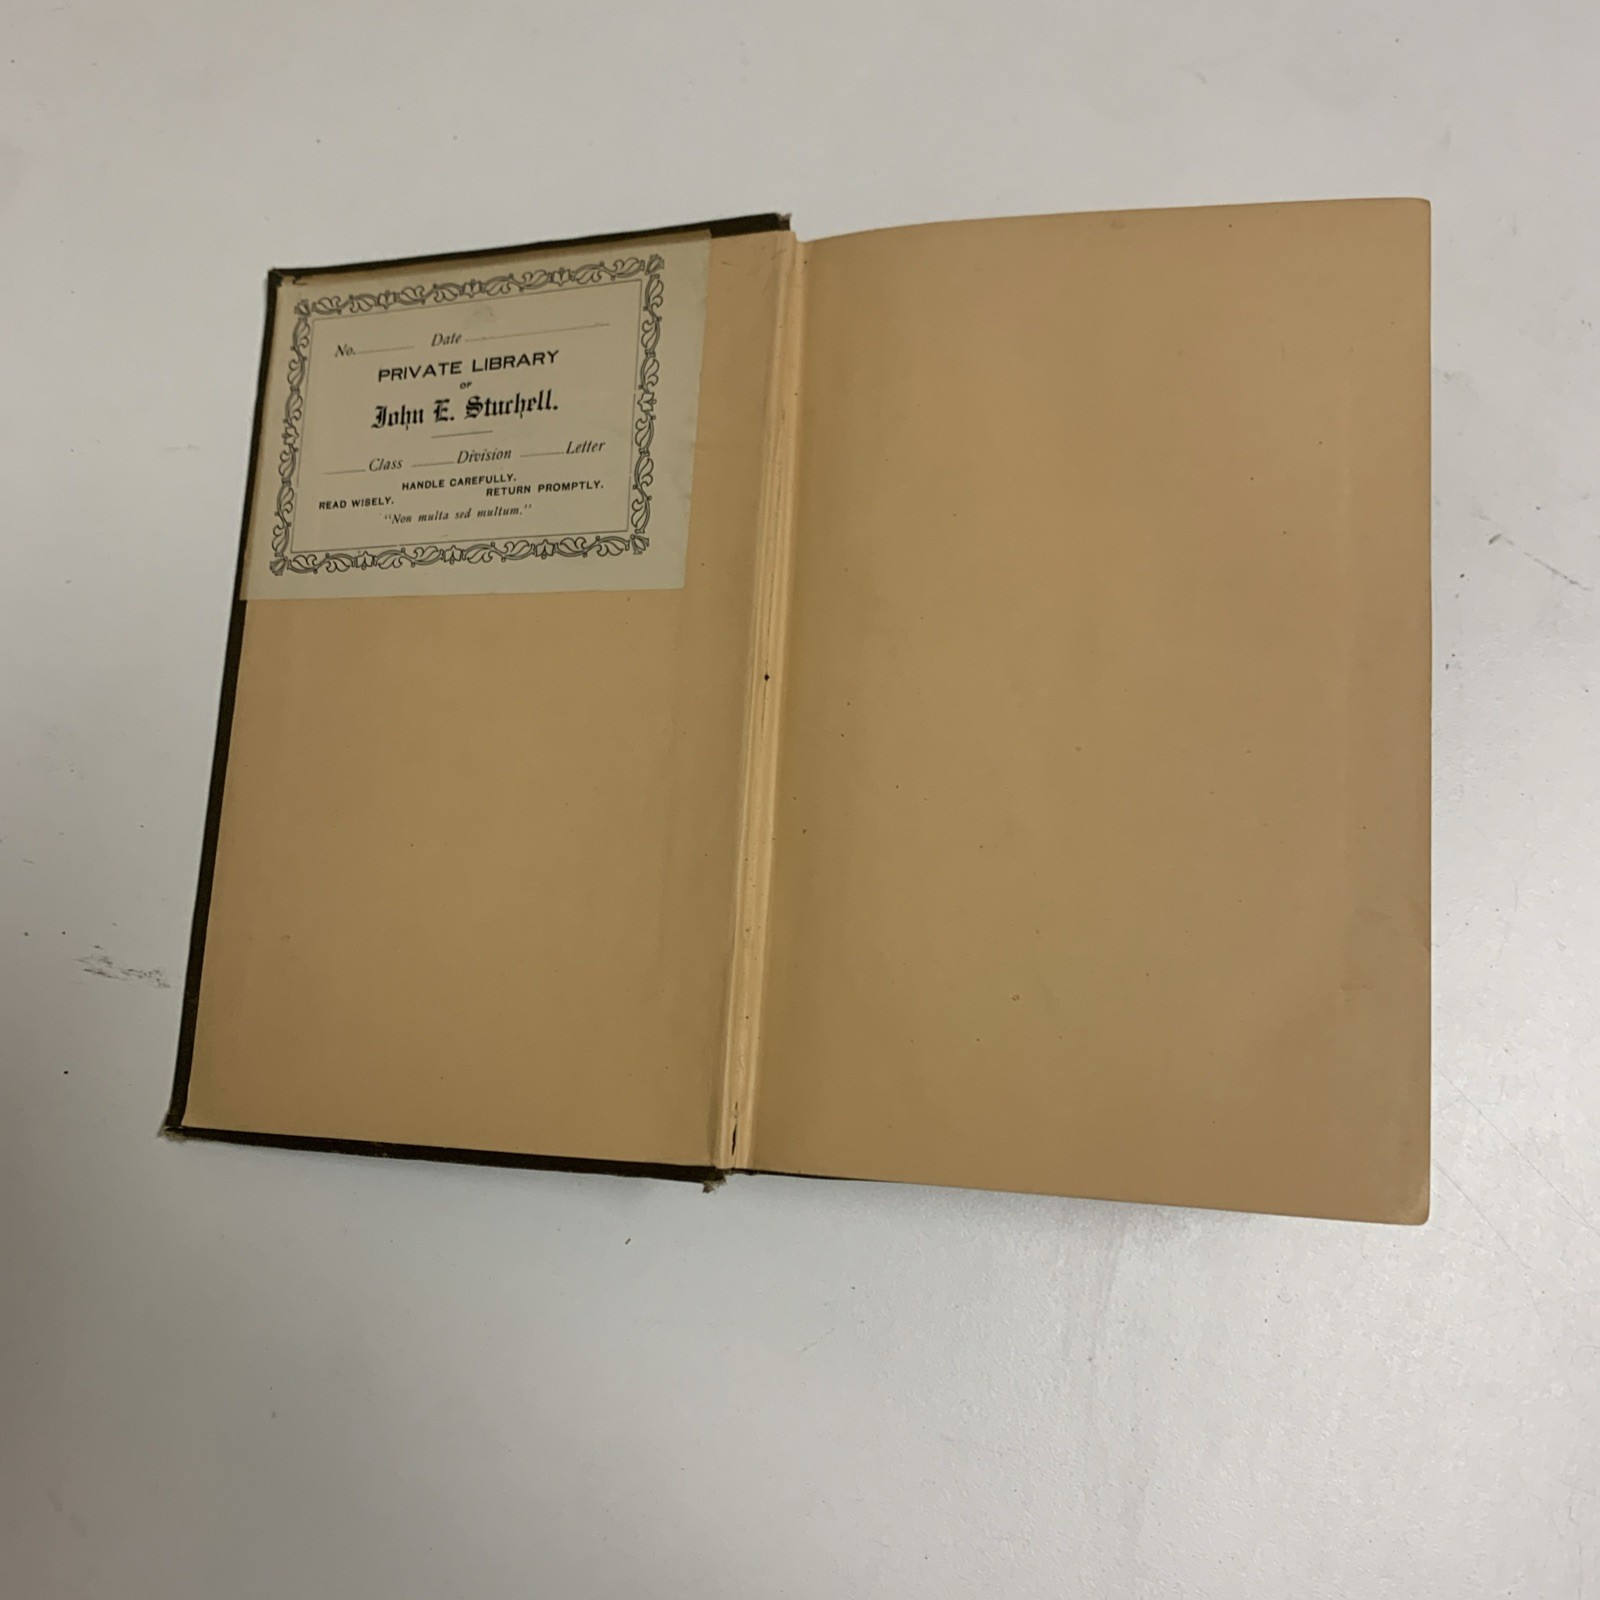 No. Date
PRIVATE LIBRARY
OF
John E. Stuchell.
Class Division Letter
HANDLE CAREFULLY.
READ WISELY. RETURN PROMPTLY.
"Non multa sed multum."